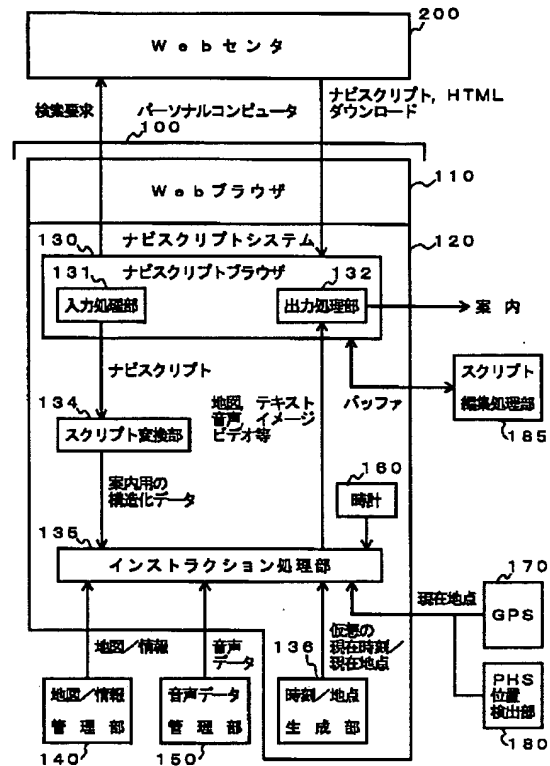 200
Webセンタ
検索要求
パーソナルコンピュータ
ナビスクリプト,HTML
ダウンロード
100
Webブラウザ
110
ナビスクリプトシステム
120
130
ナビスクリプトブラウザ
131
132
入力処理部
出力処理部
案内
ナビスクリプト
地図,テキスト
音声,イメージ
ビデオ等
バッファ
スクリプト
編集処理部
185
134
スクリプト変換部
案内用の
構造化データ
160
時計
135
インストラクション処理部
現在地点
170
GPS
地図/情報
音声
データ
136
仮想の
現在時刻/
現在地点
地図/情報
管理部
140
音声データ
管理部
150
時刻/地点
生成部
PHS
位置
検出部
180